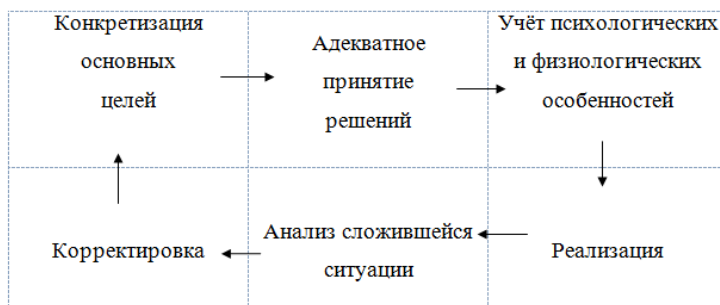 Конкретизация
основных
целей
Адекватное
принятие
решений
Учёт психологических
и физиологических
особенностей
Корректировка
Анализ сложившейся
ситуации
Реализация